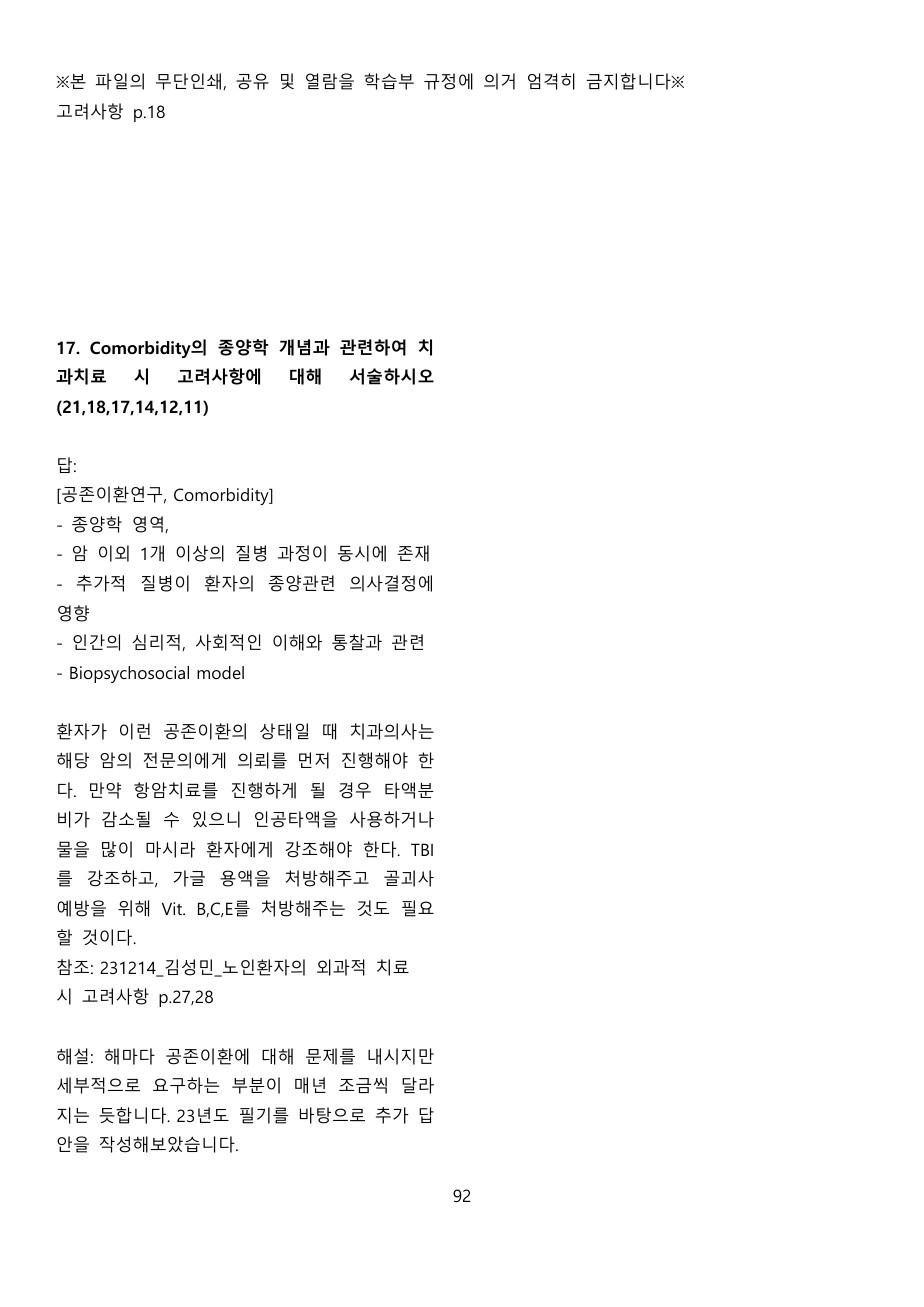 ※본 파일의 무단인쇄, 공유 및 열람을 학습부 규정에 의거 엄격히 금지합니다※
고려사항 p.18
17. Comorbidity의 종양학 개념과 관련하여 치
과치료 시 고려사항에 대해 서술하시오
(21,18,17,14,12,11)
답:
[공존이환연구, Comorbidity]
- 종양학 영역,
- 암 이외 1개 이상의 질병 과정이 동시에 존재
- 추가적 질병이 환자의 종양관련 의사결정에
영향
- 인간의 심리적, 사회적인 이해와 통찰과 관련
- Biopsychosocial model
환자가 이런 공존이환의 상태일 때 치과의사는
해당 암의 전문의에게 의뢰를 먼저 진행해야 한
다. 만약 항암치료를 진행하게 될 경우 타액분
비가 감소될 수 있으니 인공타액을 사용하거나
물을 많이 마시라 환자에게 강조해야 한다. TBI
를 강조하고, 가글 용액을 처방해주고 골괴사
예방을 위해 Vit. B,C,E를 처방해주는 것도 필요
할 것이다.
참조: 231214_김성민_노인환자의 외과적 치료
시 고려사항 p.27,28
해설: 해마다 공존이환에 대해 문제를 내시지만
세부적으로 요구하는 부분이 매년 조금씩 달라
지는 듯합니다. 23년도 필기를 바탕으로 추가 답
안을 작성해보았습니다.
92